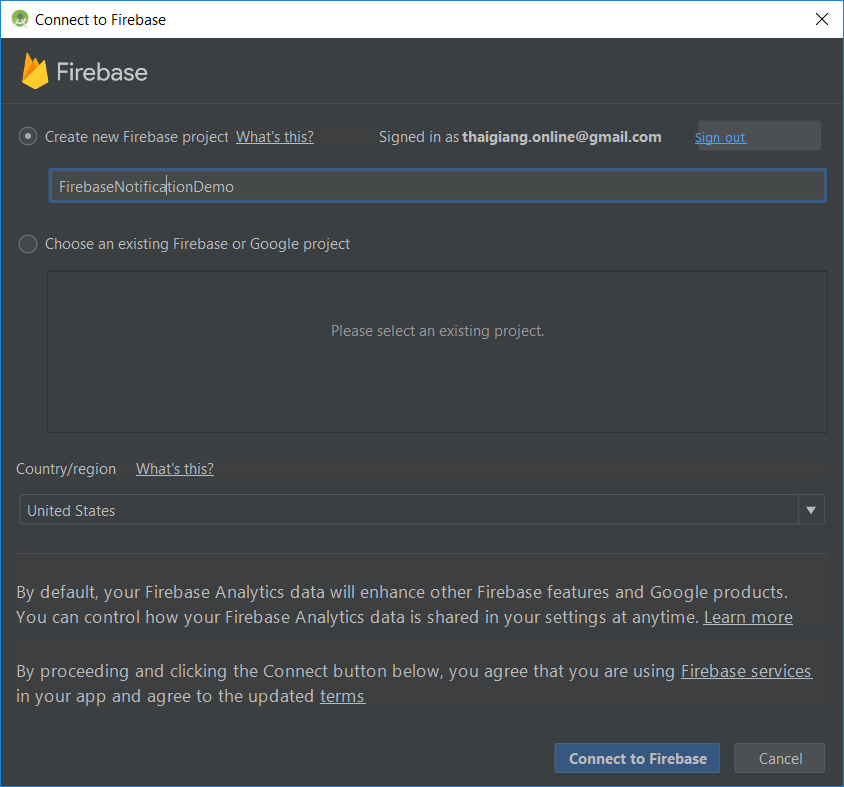 Connect to Firebase
Firebase
Create new Firebase project What's this? Signed in as thaigiang.online@gmail.com Sign out
FirebaseNotificationDemo
Choose an existing Firebase or Google project
Please select an existing project.
Country/region What's this?
United States
By default, your Firebase Analytics data will enhance other Firebase features and Google products.
You can control how your Firebase Analytics data is shared in your settings at anytime. Learn more
By proceeding and clicking the Connect button below, you agree that you are using Firebase services
in your app and agree to the updated terms
Connect to Firebase Cancel